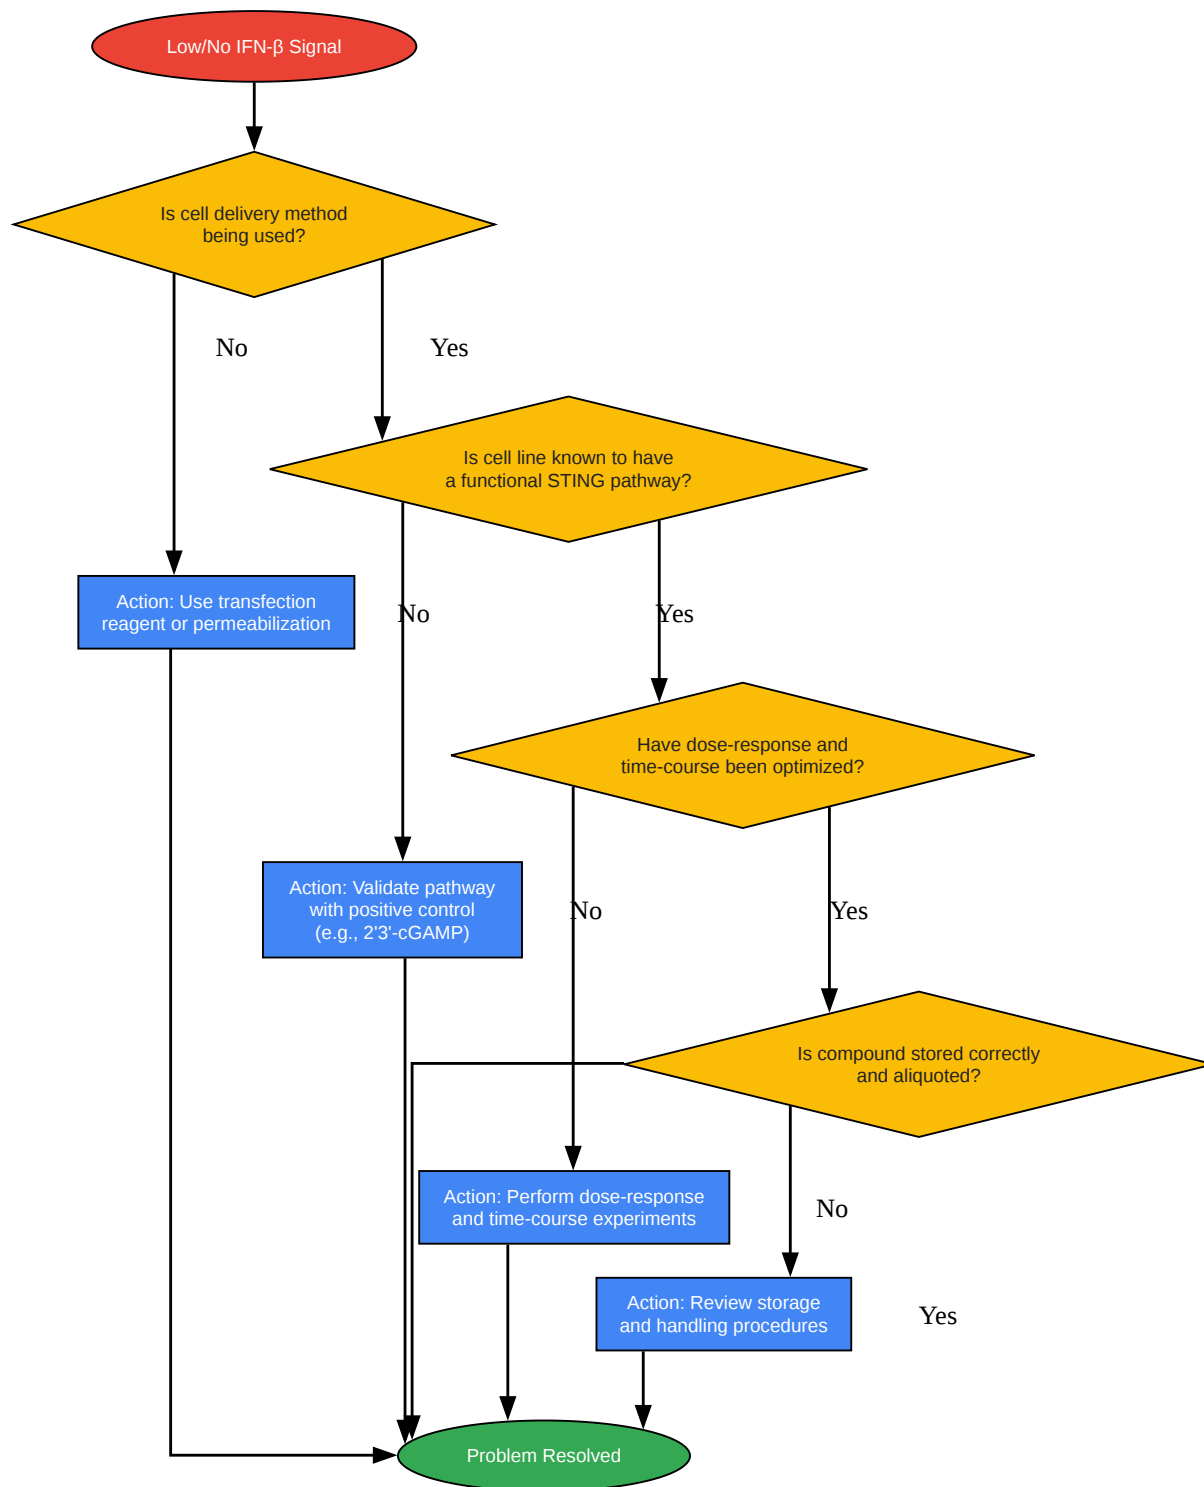 Low/No IFN-β Signal
Is cell delivery method
being used?
No
Yes
Is cell line known to have
a functional STING pathway?
Action: Use transfection
reagent or permeabilization
No
Yes
Have dose-response and
time-course been optimized?
Action: Validate pathway
with positive control
(e.g., 2'3'-cGAMP)
No
Yes
Is compound stored correctly
and aliquoted?
Action: Perform dose-response
and time-course experiments
No
Action: Review storage
and handling procedures
Yes
Problem Resolved